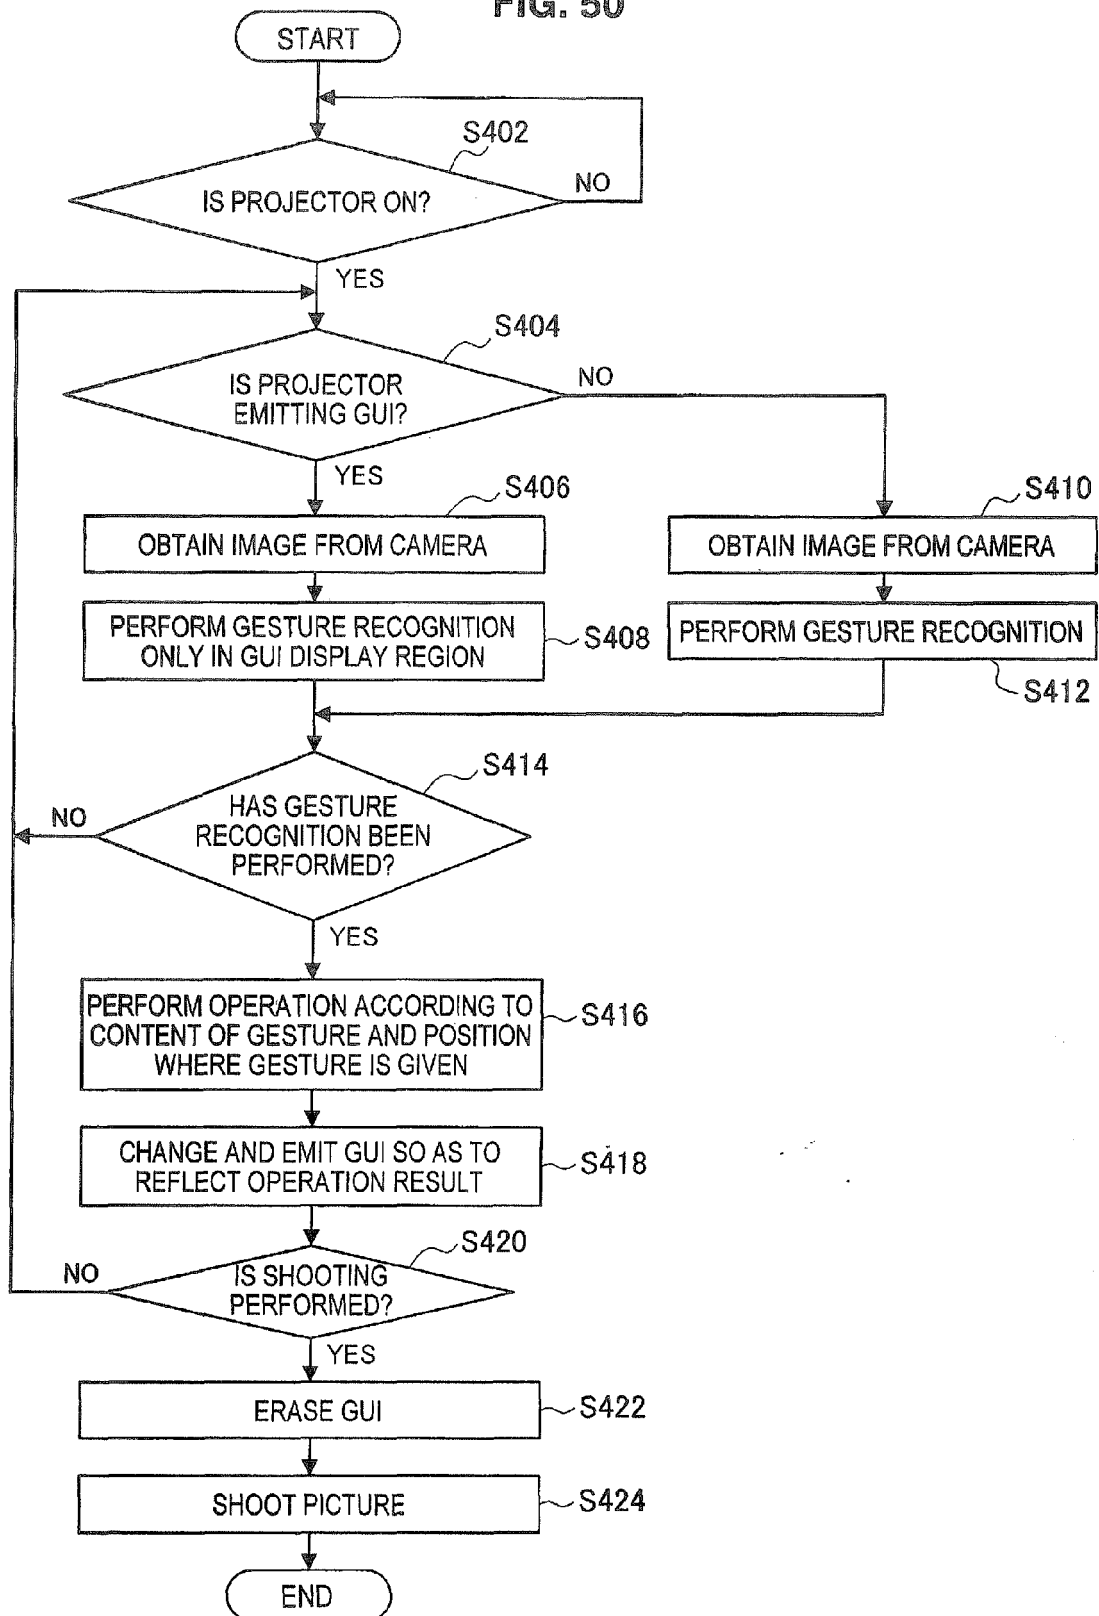 FIG. 50
START
S402
IS PROJECTOR ON?
NO
YES
S404
IS PROJECTOR
EMITTING GUI?
NO
YES
S406
OBTAIN IMAGE FROM CAMERA
S410
OBTAIN IMAGE FROM CAMERA
PERFORM GESTURE RECOGNITION
ONLY IN GUI DISPLAY REGION
S408
PERFORM GESTURE RECOGNITION
S412
S414
HAS GESTURE
RECOGNITION BEEN
PERFORMED?
NO
YES
PERFORM OPERATION ACCORDING TO
CONTENT OF GESTURE AND POSITION
WHERE GESTURE IS GIVEN
S416
CHANGE AND EMIT GUI SO AS TO
REFLECT OPERATION RESULT
S418
S420
IS SHOOTING
PERFORMED?
NO
YES
ERASE GUI
S422
SHOOT PICTURE
S424
END